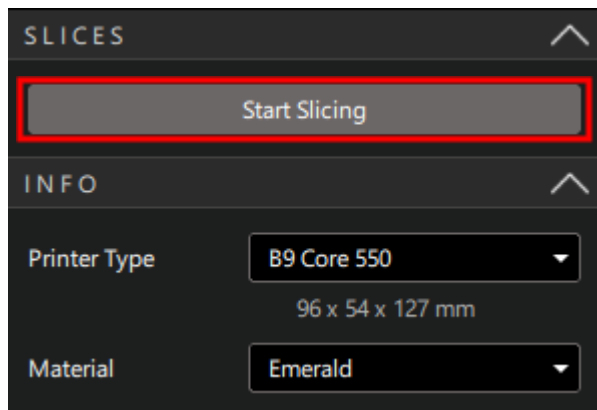 SLICES
Start Slicing
INFO
Printer Type B9 Core 550
96 x 54 x 127 mm
Material Emerald